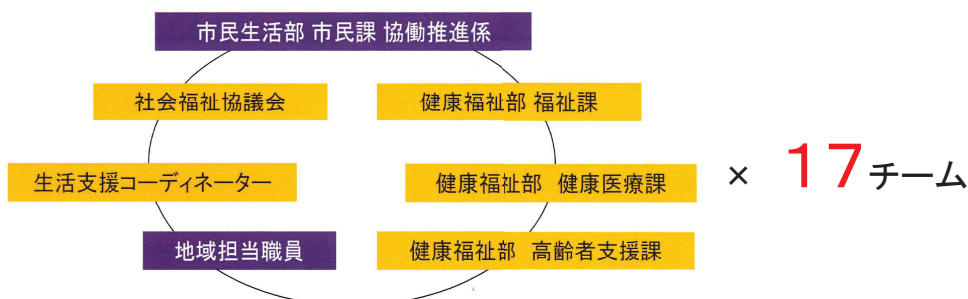 市民生活部 市民課 協働推進係
社会福祉協議会
健康福祉部 福祉課
生活支援コーディネーター
健康福祉部 健康医療課
× 17チーム
地域担当職員
健康福祉部 高齢者支援課